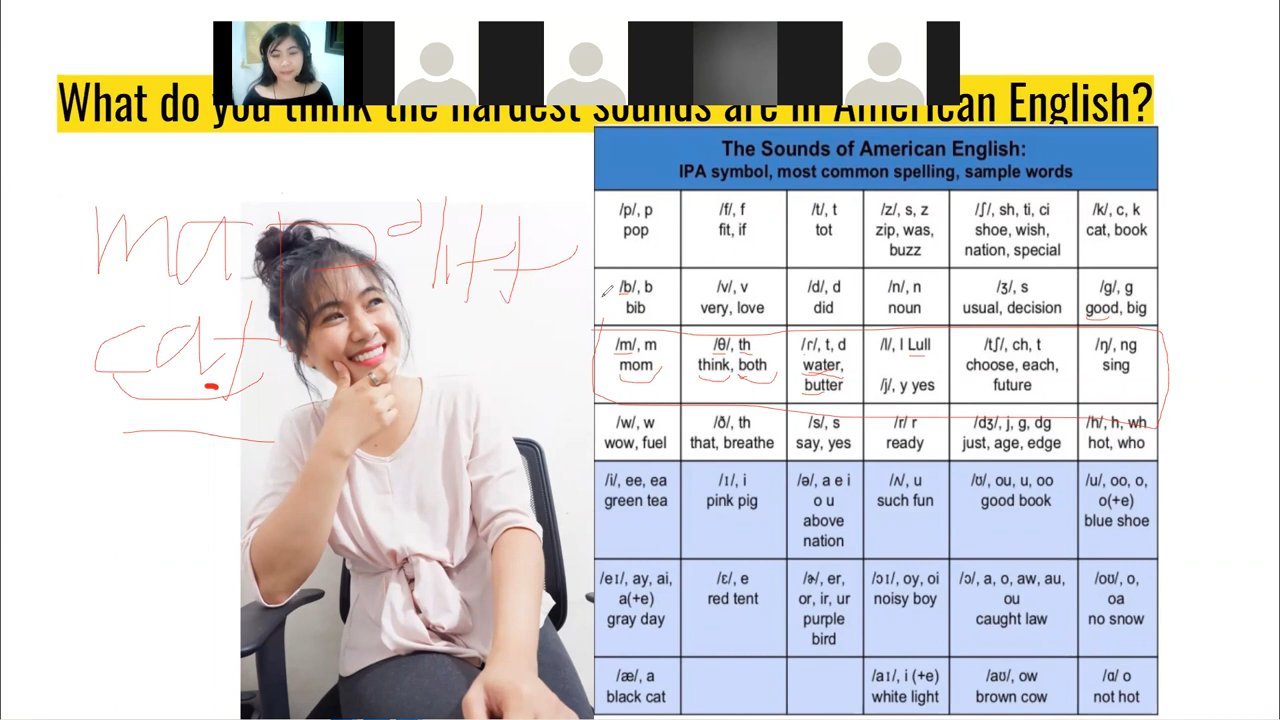 What do you think the hardest sounds are in American English?
map
cat
The Sounds of American English:
IPA symbol, most common spelling, sample words
/p/, p
pop
/f/, f
fit, if
/t/, t
tot
/z/, s, z
zip, was,
buzz
/ʃ/, sh, ti, ci
shoe, wish,
nation, special
/k/, c, k
cat, book
/b/, b
bib
/v/, v
very, love
/d/, d
did
/n/, n
noun
/ʒ/, s
usual, decision
/g/, g
good, big
/m/, m
mom
/θ/, th
think, both
/ɾ/, t, d
water,
butter
/l/, l Lull
/j/, y yes
/tʃ/, ch, t
choose, each,
future
/ŋ/, ng
sing
/w/, w
wow, fuel
/ð/, th
that, breathe
/s/, s
say, yes
/r/ r
ready
/dʒ/, j, g, dg
just, age, edge
/h/, h, wh
hot, who
/i/, ee, ea
green tea
/ɪ/, i
pink pig
/ə/, a e i
o u
above
nation
/ʌ/, u
such fun
/ʊ/, ou, u, oo
good book
/u/, oo, o,
o(+e)
blue shoe
/eɪ/, ay, ai,
a(+e)
gray day
/ɛ/, e
red tent
/ɚ/, er,
or, ir, ur
purple
bird
/ɔɪ/, oy, oi
noisy boy
/ɔ/, a, o, aw, au,
ou
caught law
/oʊ/, o,
oa
no snow
/æ/, a
black cat
/aɪ/, i (+e)
white light
/aʊ/, ow
brown cow
/ɑ/ o
not hot